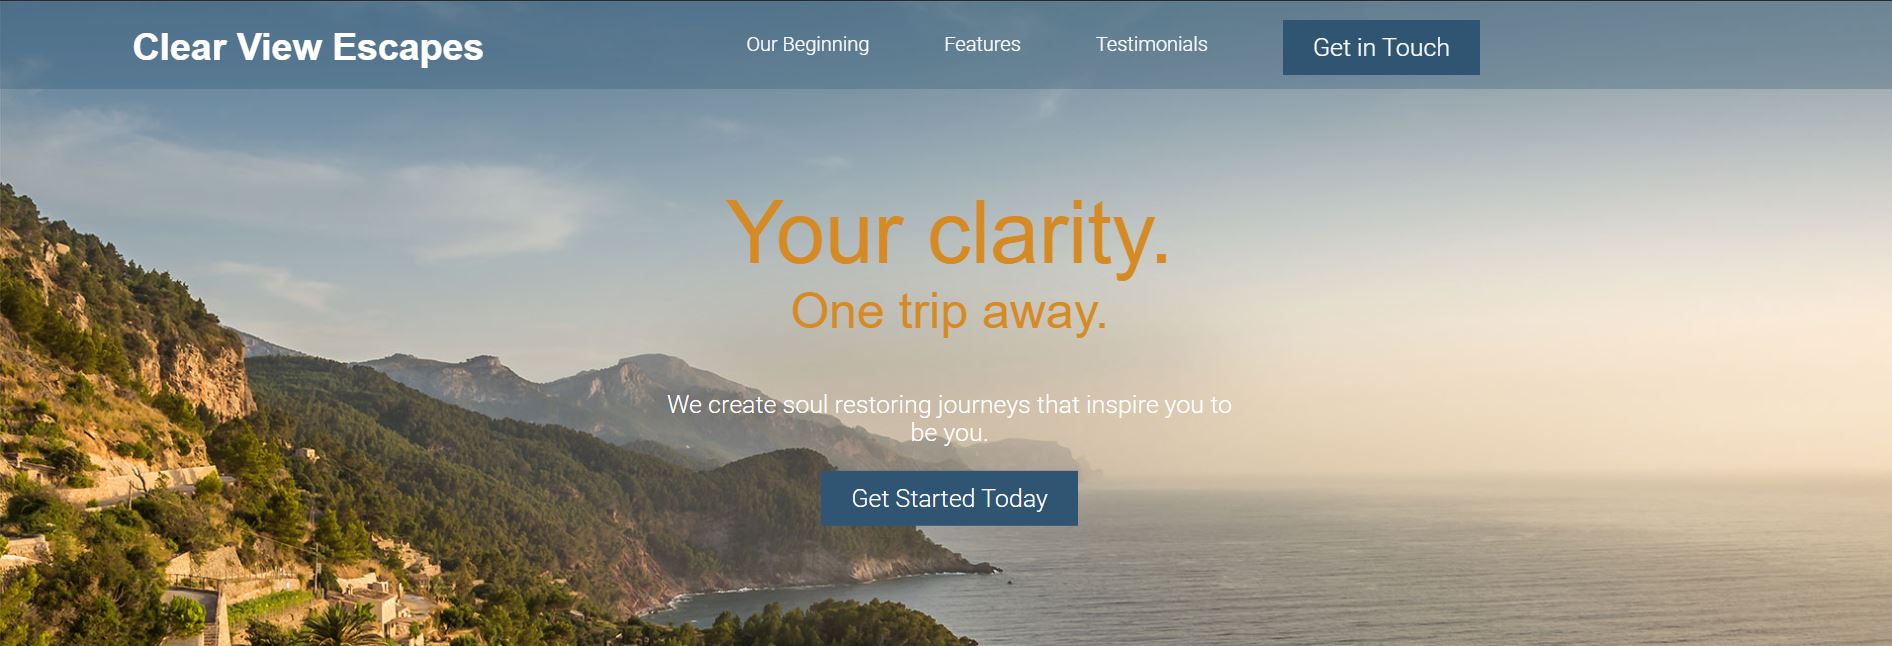 Clear View Escapes
Our Beginning
Features
Testimonials
Get in Touch
Your clarity.
One trip away.
We create soul restoring journeys that inspire you to
be you.
Get Started Today